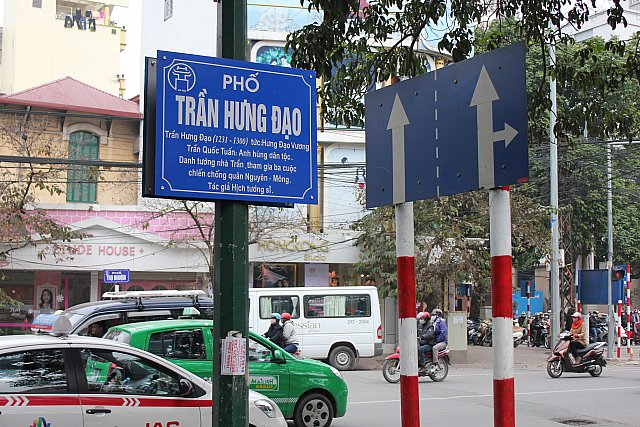 PHỐ
TRẦN HƯNG ĐẠO
Trần Hưng Đạo (1231 - 1300) tức: Hưng Đạo Vương
Trần Quốc Tuấn: Anh hùng dân tộc.
Danh tướng nhà Trần, tham gia ba cuộc
chiến chống quân Nguyên - Mông.
Tác giả Hịch tướng sĩ.
HOUSE
Studio
GROUP